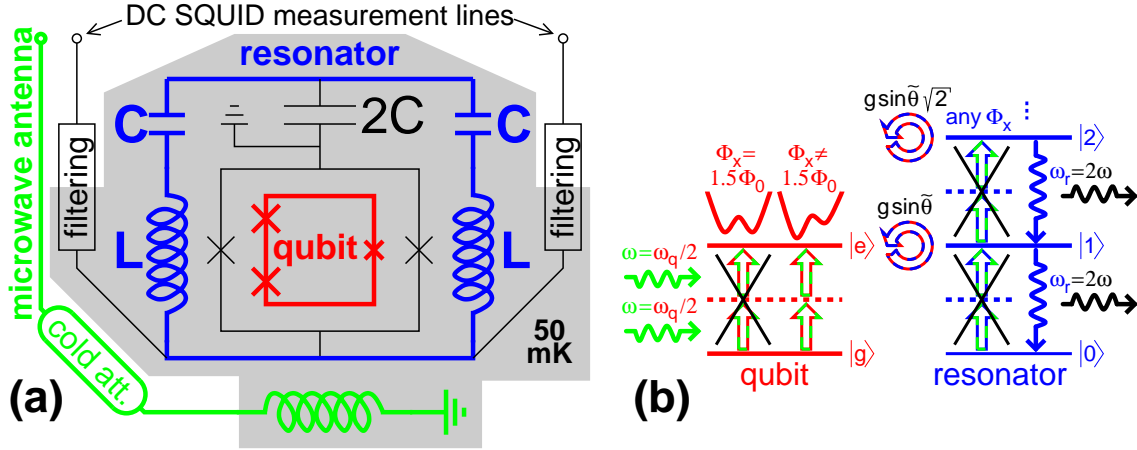 DC SQUID measurement lines
resonator
microwave antenna
filtering
C
2C
C
filtering
L
qubit
L
50
mK
cold att.
(a)
g sin θ̃ √2
any Φx
|2⟩
Φx=
1.5Φ0
Φx≠
1.5Φ0
ωr=2ω
g sin θ̃
|e⟩
|1⟩
ω=ωq/2
ω=ωq/2
ωr=2ω
|g⟩
|0⟩
qubit
resonator
(b)